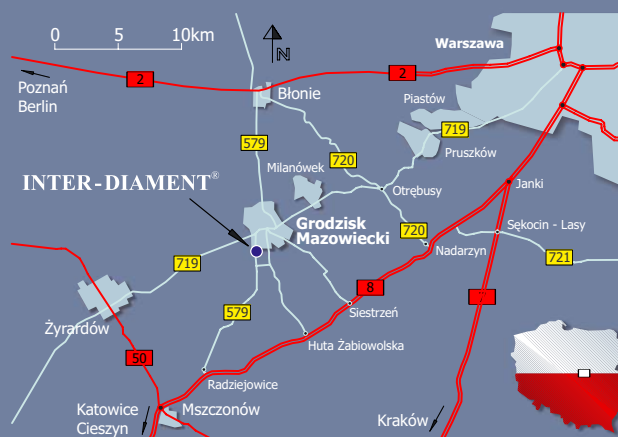 0 5 10km
N
Warszawa
2
2
Poznań
Berlin
Błonie
Piastów
719
579
720
Pruszków
Milanówek
INTER-DIAMENT®
Otrębusy
Janki
Grodzisk
Mazowiecki
720
Sękocin - Lasy
Nadarzyn
719
721
8
7
579
Siestrzeń
Żyrardów
Huta Żabiowolska
50
Radziejowice
Katowice
Cieszyn
Mszczonów
Kraków